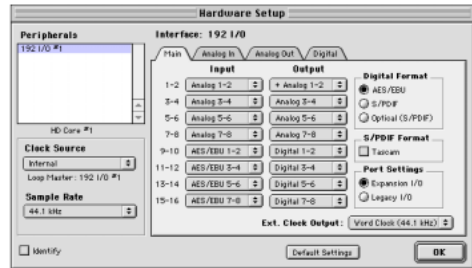 Hardware Setup
Peripherals
192 I/O #1
HD Core #1
Clock Source
Internal
Loop Master: 192 I/O #1
Sample Rate
44.1 kHz
Identify
Interface: 192 I/O
Main Analog In Analog Out Digital
Input Output
1-2 Analog 1-2 + Analog 1-2
3-4 Analog 3-4 Analog 3-4
5-6 Analog 5-6 Analog 5-6
7-8 Analog 7-8 Analog 7-8
9-10 AES/EBU 1-2 Digital 1-2
11-12 AES/EBU 3-4 Digital 3-4
13-14 AES/EBU 5-6 Digital 5-6
15-16 AES/EBU 7-8 Digital 7-8
Digital Format
AES/EBU
S/PDIF
Optical (S/PDIF)
S/PDIF Format
Tascam
Port Settings
Expansion I/O
Legacy I/O
Ext. Clock Output: Word Clock (44.1 kHz)
Default Settings
OK